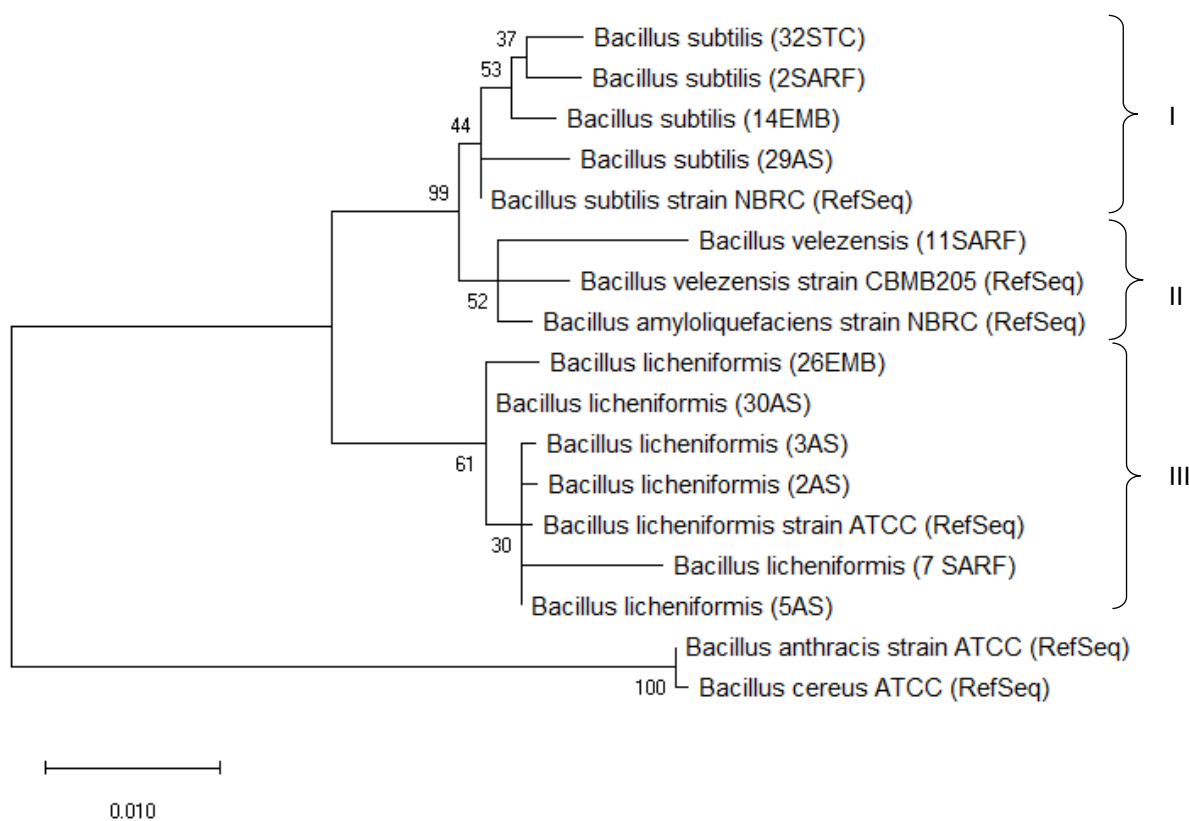 37
Bacillus subtilis (32STC)
53
Bacillus subtilis (2SARF)
44
Bacillus subtilis (14EMB)
I
Bacillus subtilis (29AS)
99
Bacillus subtilis strain NBRC (RefSeq)
Bacillus velezensis (11SARF)
Bacillus velezensis strain CBMB205 (RefSeq)
52
II
Bacillus amyloliquefaciens strain NBRC (RefSeq)
Bacillus licheniformis (26EMB)
Bacillus licheniformis (30AS)
Bacillus licheniformis (3AS)
61
III
Bacillus licheniformis (2AS)
Bacillus licheniformis strain ATCC (RefSeq)
30
Bacillus licheniformis (7 SARF)
Bacillus licheniformis (5AS)
Bacillus anthracis strain ATCC (RefSeq)
100
Bacillus cereus ATCC (RefSeq)
0.010